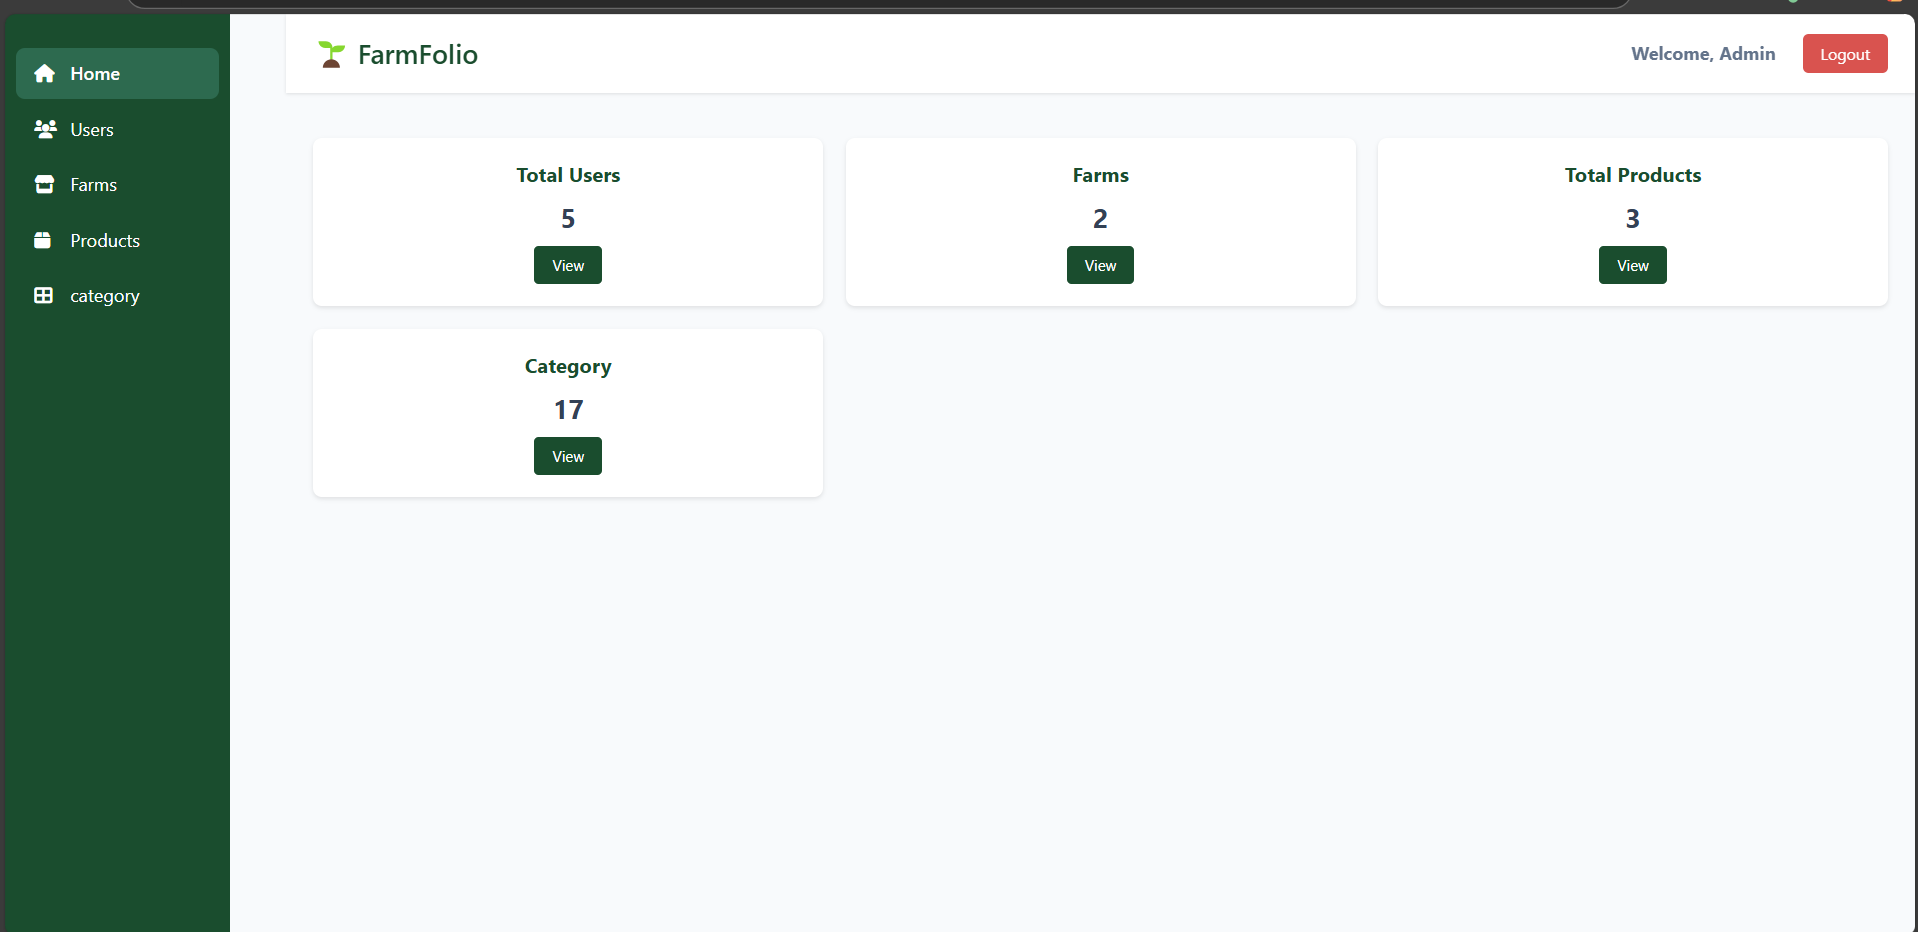 Home
Users
Farms
Products
category
FarmFolio
Welcome, Admin
Logout
Total Users
5
View
Farms
2
View
Total Products
3
View
Category
17
View